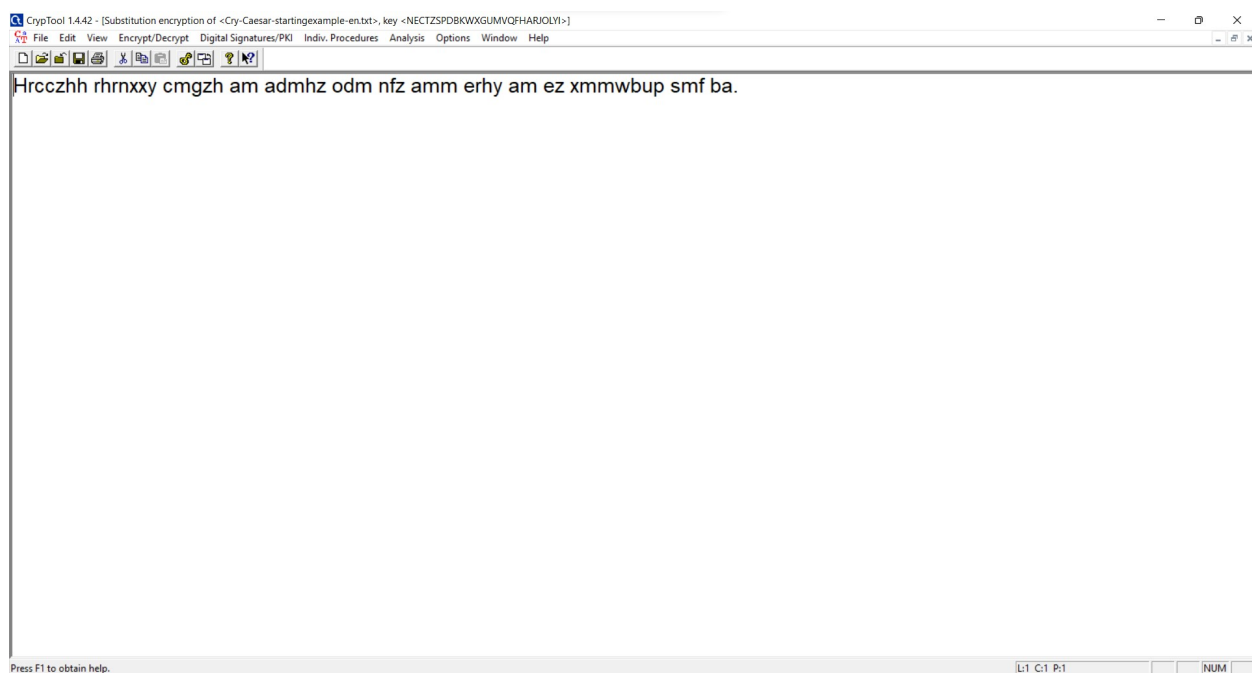 CrypTool 1.4.42 - [Substitution encryption of <Cry-Caesar-startingexample-en.txt>, key <NECTZSPDBKWXGUMVQFHARJOLYI>]
File Edit View Encrypt/Decrypt Digital Signatures/PKI Indiv. Procedures Analysis Options Window Help
Hrcczhh rhrnxxy cmgzh am admhz odm nfz amm erhy am ez xmmwbup smf ba.
Press F1 to obtain help. L:1 C:1 P:1 NUM